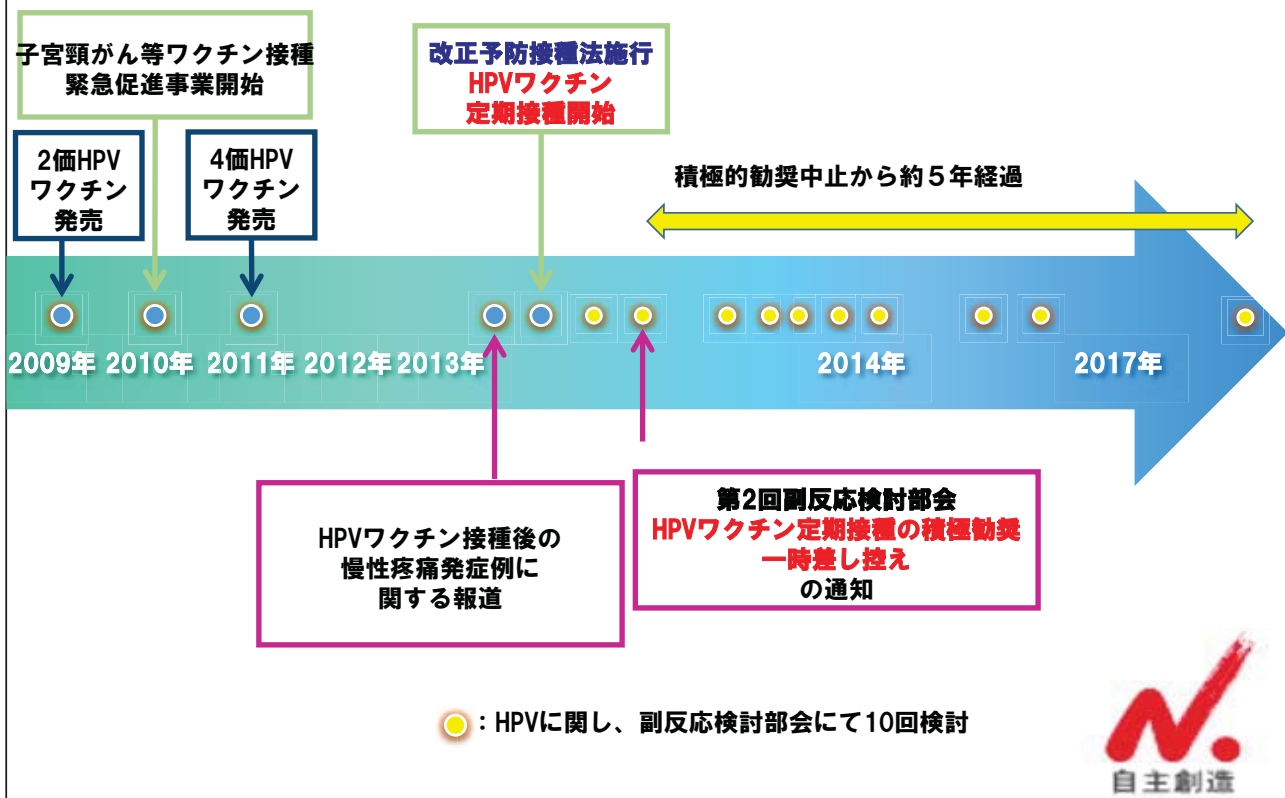 子宮頸がん等ワクチン接種
緊急促進事業開始
改正予防接種法施行
HPVワクチン
定期接種開始
2価HPV
ワクチン
発売
4価HPV
ワクチン
発売
積極的勧奨中止から約５年経過
2009年 2010年 2011年 2012年 2013年 2014年 2017年
HPVワクチン接種後の
慢性疼痛発症例に
関する報道
第2回副反応検討部会
HPVワクチン定期接種の積極勧奨
一時差し控え
の通知
：HPVに関し、副反応検討部会にて10回検討
自主創造